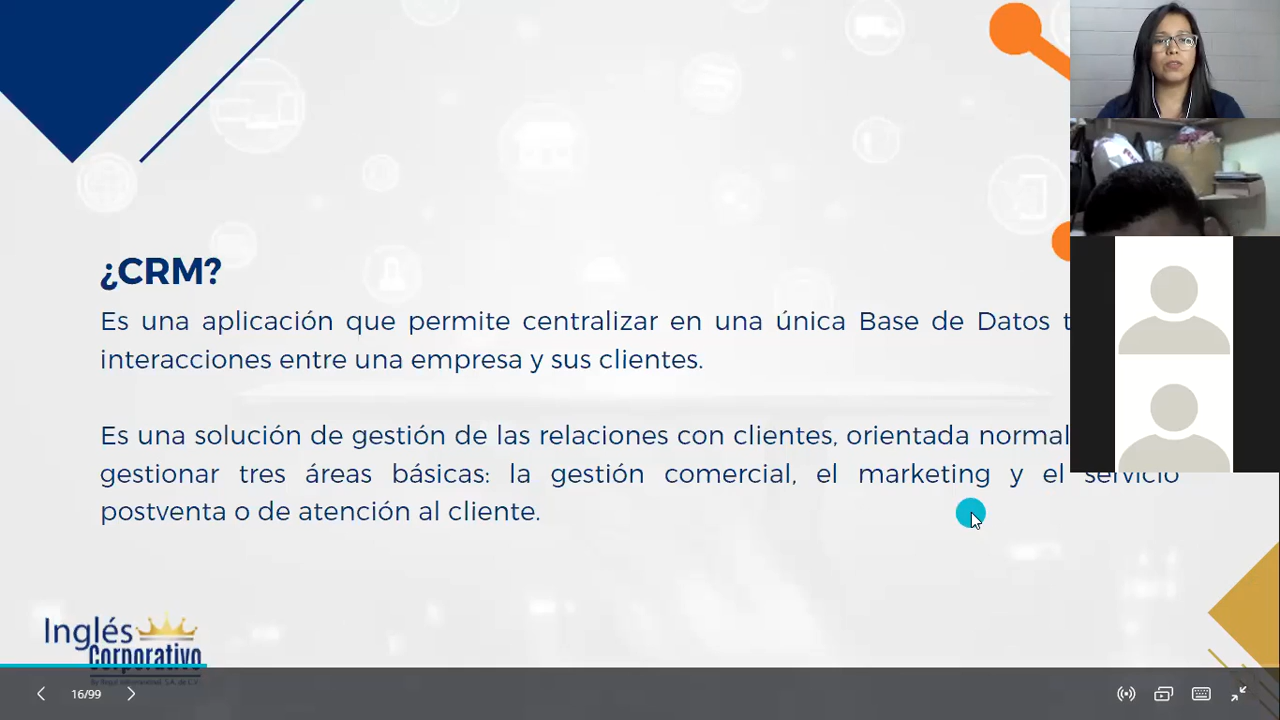 ¿CRM?
Es una aplicación que permite centralizar en una única Base de Datos
interacciones entre una empresa y sus clientes.
Es una solución de gestión de las relaciones con clientes, orientada
gestionar tres áreas básicas: la gestión comercial, el marketing y el servicio
postventa o de atención al cliente.
Inglés
Corporativo
16/99